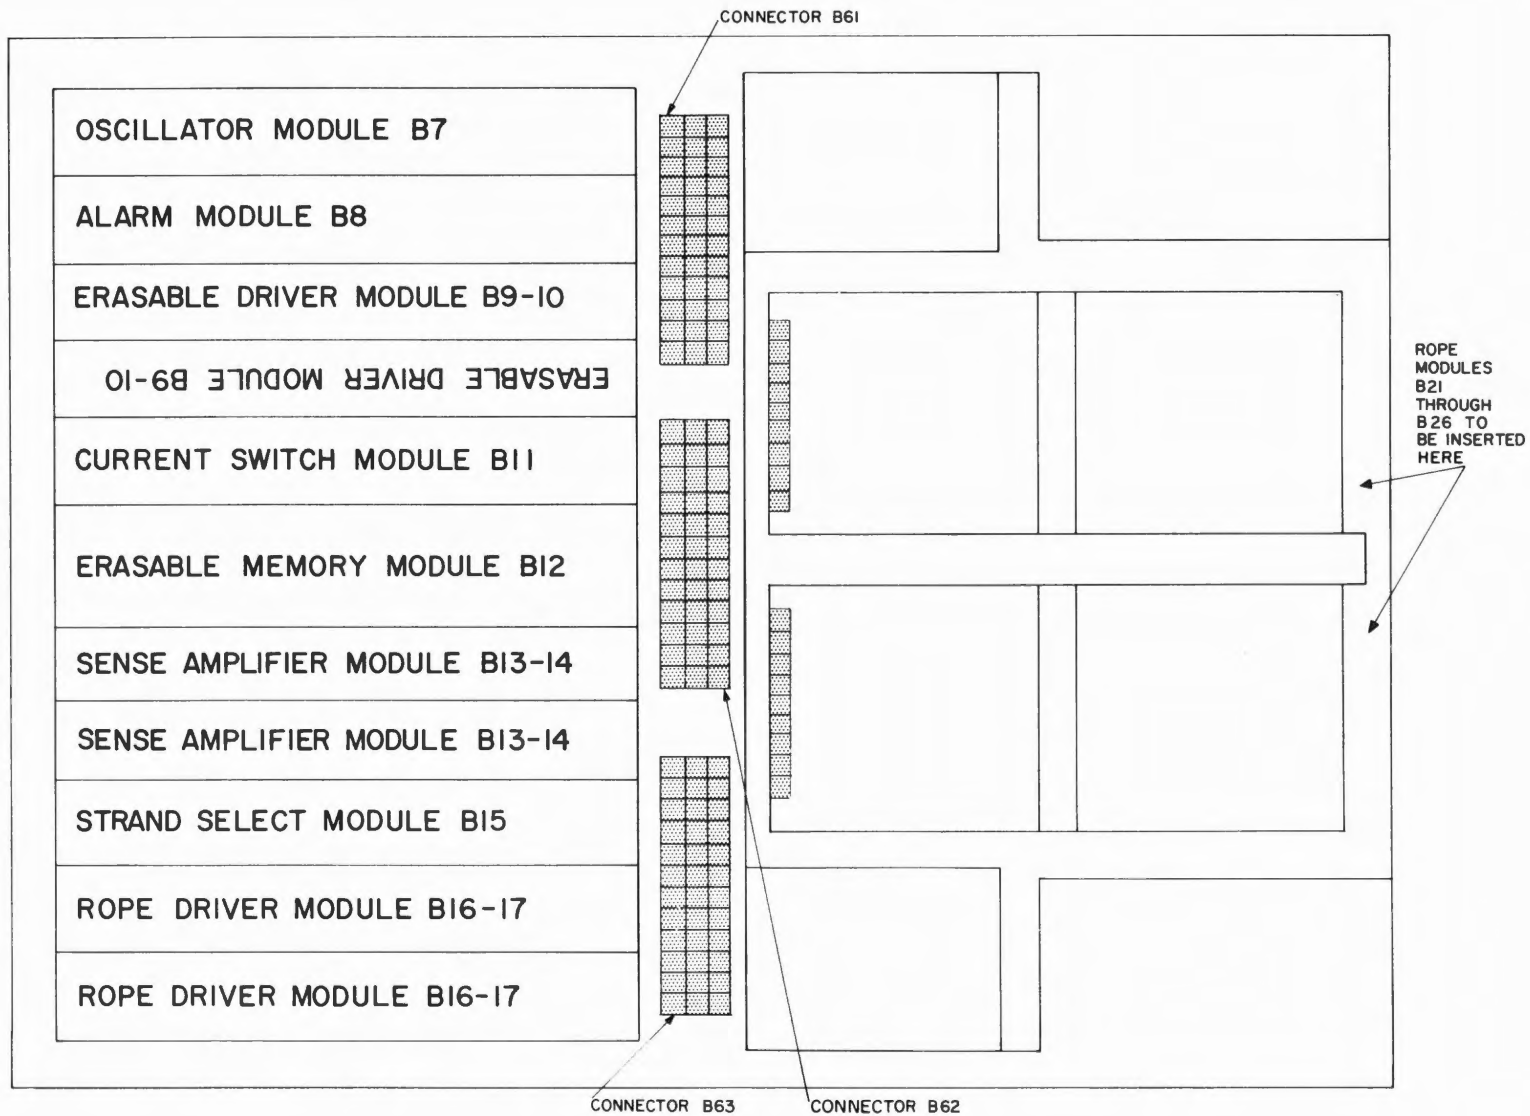 CONNECTOR B61
OSCILLATOR MODULE B7
ALARM MODULE B8
ERASABLE DRIVER MODULE B9-10
ERASABLE DRIVER MODULE B9-10
CURRENT SWITCH MODULE B11
ERASABLE MEMORY MODULE B12
SENSE AMPLIFIER MODULE B13-14
SENSE AMPLIFIER MODULE B13-14
STRAND SELECT MODULE B15
ROPE DRIVER MODULE B16-17
ROPE DRIVER MODULE B16-17
ROPE
MODULES
B21
THROUGH
B26 TO
BE INSERTED
HERE
CONNECTOR B63
CONNECTOR B62